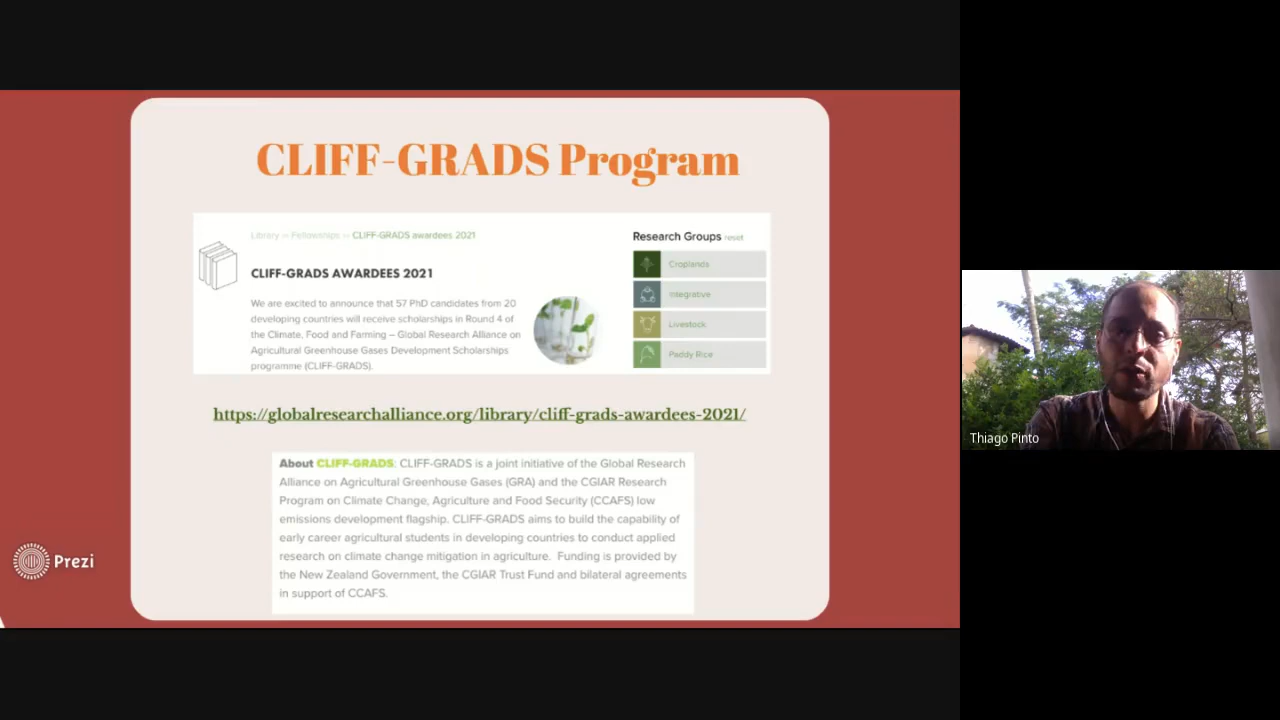 CLIFF-GRADS Program
Library >> Fellowships >> CLIFF-GRADS awardees 2021
CLIFF-GRADS AWARDEES 2021
We are excited to announce that 57 PhD candidates from 20
developing countries will receive scholarships in Round 4 of
the Climate, Food and Farming – Global Research Alliance on
Agricultural Greenhouse Gases Development Scholarships
programme (CLIFF-GRADS).
Research Groups reset
Croplands
Integrative
Livestock
Paddy Rice
https://globalresearchalliance.org/library/cliff-grads-awardees-2021/
About CLIFF-GRADS: CLIFF-GRADS is a joint initiative of the Global Research
Alliance on Agricultural Greenhouse Gases (GRA) and the CGIAR Research
Program on Climate Change, Agriculture and Food Security (CCAFS) low
emissions development flagship. CLIFF-GRADS aims to build the capability of
early career agricultural students in developing countries to conduct applied
research on climate change mitigation in agriculture. Funding is provided by
the New Zealand Government, the CGIAR Trust Fund and bilateral agreements
in support of CCAFS.
Prezi
Thiago Pinto